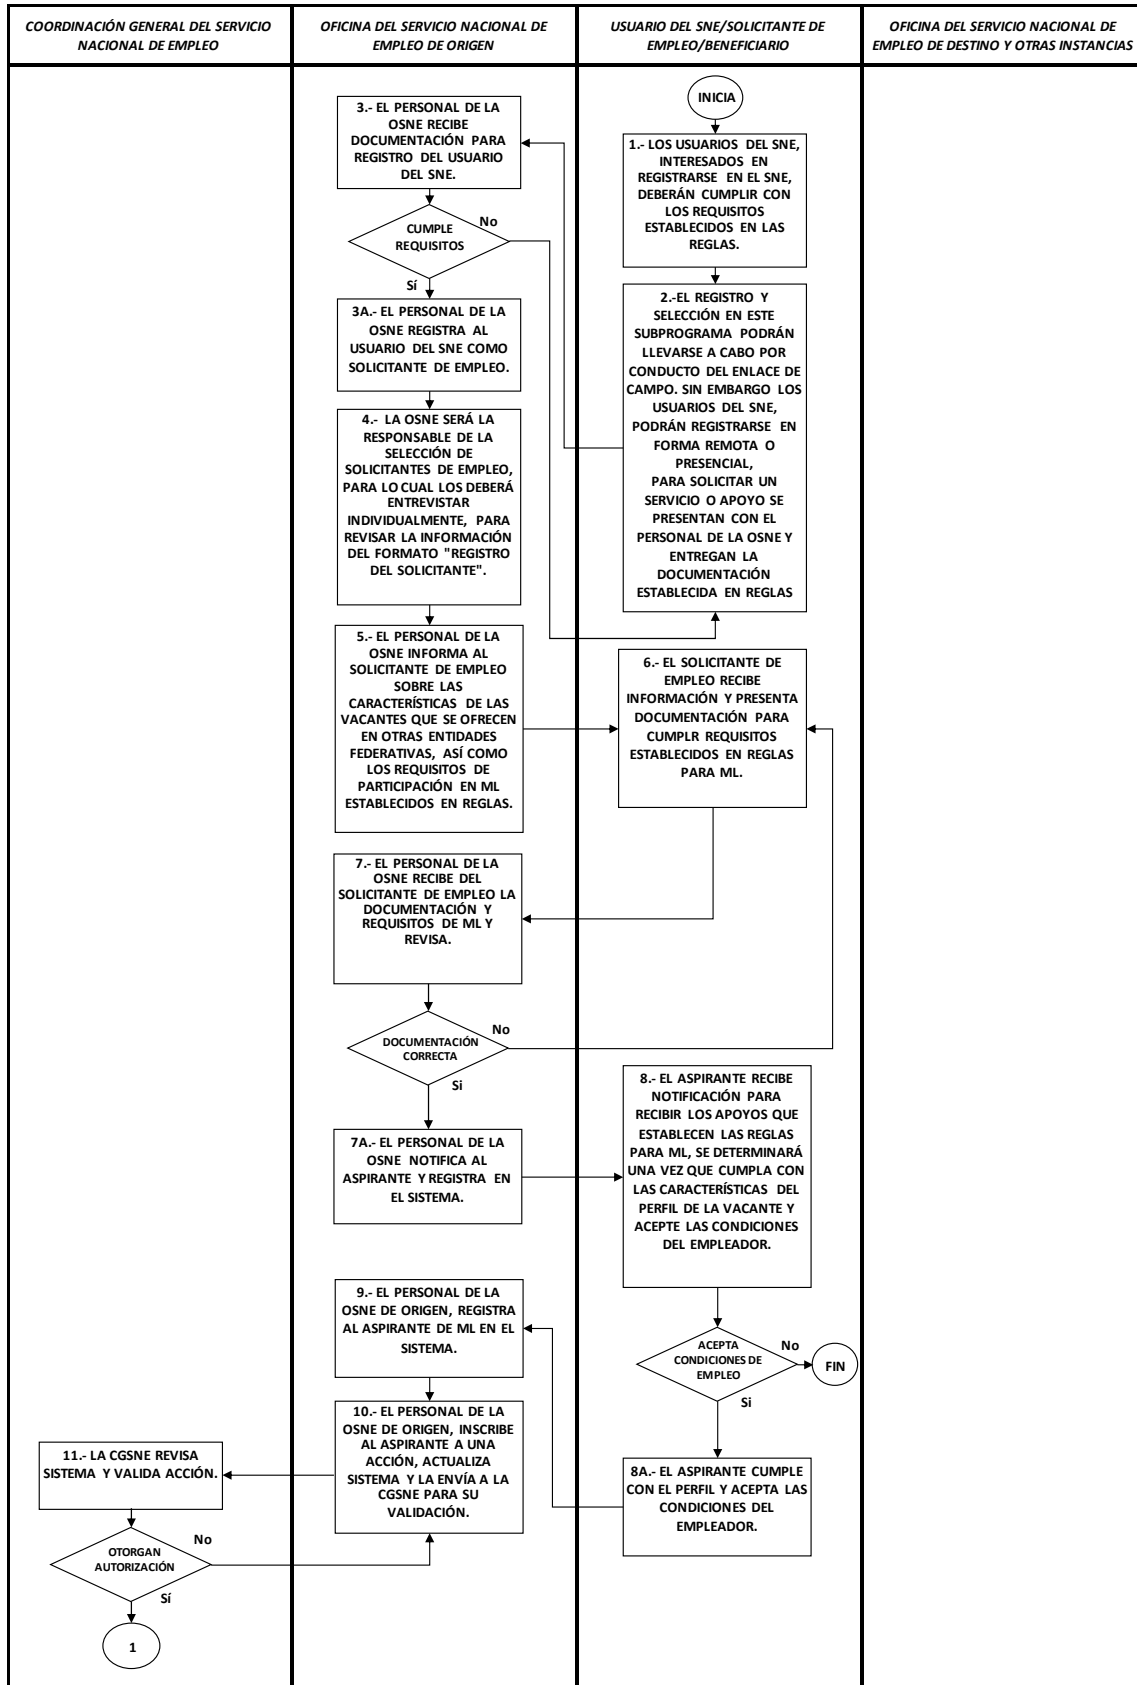 COORDINACIÓN GENERAL DEL SERVICIO
NACIONAL DE EMPLEO
OFICINA DEL SERVICIO NACIONAL DE
EMPLEO DE ORIGEN
USUARIO DEL SNE/SOLICITANTE DE
EMPLEO/BENEFICIARIO
OFICINA DEL SERVICIO NACIONAL DE
EMPLEO DE DESTINO Y OTRAS INSTANCIAS
INICIA
1.- LOS USUARIOS DEL SNE,
INTERESADOS EN
REGISTRARSE EN EL SNE,
DEBERÁN CUMPLIR CON
LOS REQUISITOS
ESTABLECIDOS EN LAS
REGLAS.
2.-EL REGISTRO Y
SELECCIÓN EN ESTE
SUBPROGRAMA PODRÁN
LLEVARSE A CABO POR
CONDUCTO DEL ENLACE DE
CAMPO. SIN EMBARGO LOS
USUARIOS DEL SNE,
PODRÁN REGISTRARSE EN
FORMA REMOTA O
PRESENCIAL,
PARA SOLICITAR UN
SERVICIO O APOYO SE
PRESENTAN CON EL
PERSONAL DE LA OSNE Y
ENTREGAN LA
DOCUMENTACIÓN
ESTABLECIDA EN REGLAS
3.- EL PERSONAL DE LA
OSNE RECIBE
DOCUMENTACIÓN PARA
REGISTRO DEL USUARIO
DEL SNE.
CUMPLE
REQUISITOS
No
Sí
3A.- EL PERSONAL DE LA
OSNE REGISTRA AL
USUARIO DEL SNE COMO
SOLICITANTE DE EMPLEO.
4.- LA OSNE SERÁ LA
RESPONSABLE DE LA
SELECCIÓN DE
SOLICITANTES DE EMPLEO,
PARA LO CUAL LOS DEBERÁ
ENTREVISTAR
INDIVIDUALMENTE, PARA
REVISAR LA INFORMACIÓN
DEL FORMATO "REGISTRO
DEL SOLICITANTE".
5.- EL PERSONAL DE LA
OSNE INFORMA AL
SOLICITANTE DE EMPLEO
SOBRE LAS
CARACTERÍSTICAS DE LAS
VACANTES QUE SE OFRECEN
EN OTRAS ENTIDADES
FEDERATIVAS, ASÍ COMO
LOS REQUISITOS DE
PARTICIPACIÓN EN ML
ESTABLECIDOS EN REGLAS.
6.- EL SOLICITANTE DE
EMPLEO RECIBE
INFORMACIÓN Y PRESENTA
DOCUMENTACIÓN PARA
CUMPLR REQUISITOS
ESTABLECIDOS EN REGLAS
PARA ML.
7.- EL PERSONAL DE LA
OSNE RECIBE DEL
SOLICITANTE DE EMPLEO LA
DOCUMENTACIÓN Y
REQUISITOS DE ML Y
REVISA.
DOCUMENTACIÓN
CORRECTA
No
Si
7A.- EL PERSONAL DE LA
OSNE NOTIFICA AL
ASPIRANTE Y REGISTRA EN
EL SISTEMA.
8.- EL ASPIRANTE RECIBE
NOTIFICACIÓN PARA
RECIBIR LOS APOYOS QUE
ESTABLECEN LAS REGLAS
PARA ML, SE DETERMINARÁ
UNA VEZ QUE CUMPLA CON
LAS CARACTERÍSTICAS DEL
PERFIL DE LA VACANTE Y
ACEPTE LAS CONDICIONES
DEL EMPLEADOR.
ACEPTA
CONDICIONES DE
EMPLEO
No
FIN
Si
8A.- EL ASPIRANTE CUMPLE
CON EL PERFIL Y ACEPTA LAS
CONDICIONES DEL
EMPLEADOR.
9.- EL PERSONAL DE LA
OSNE DE ORIGEN, REGISTRA
AL ASPIRANTE DE ML EN EL
SISTEMA.
10.- EL PERSONAL DE LA
OSNE DE ORIGEN, INSCRIBE
AL ASPIRANTE A UNA
ACCIÓN, ACTUALIZA
SISTEMA Y LA ENVÍA A LA
CGSNE PARA SU
VALIDACIÓN.
11.- LA CGSNE REVISA
SISTEMA Y VALIDA ACCIÓN.
OTORGAN
AUTORIZACIÓN
No
Sí
1